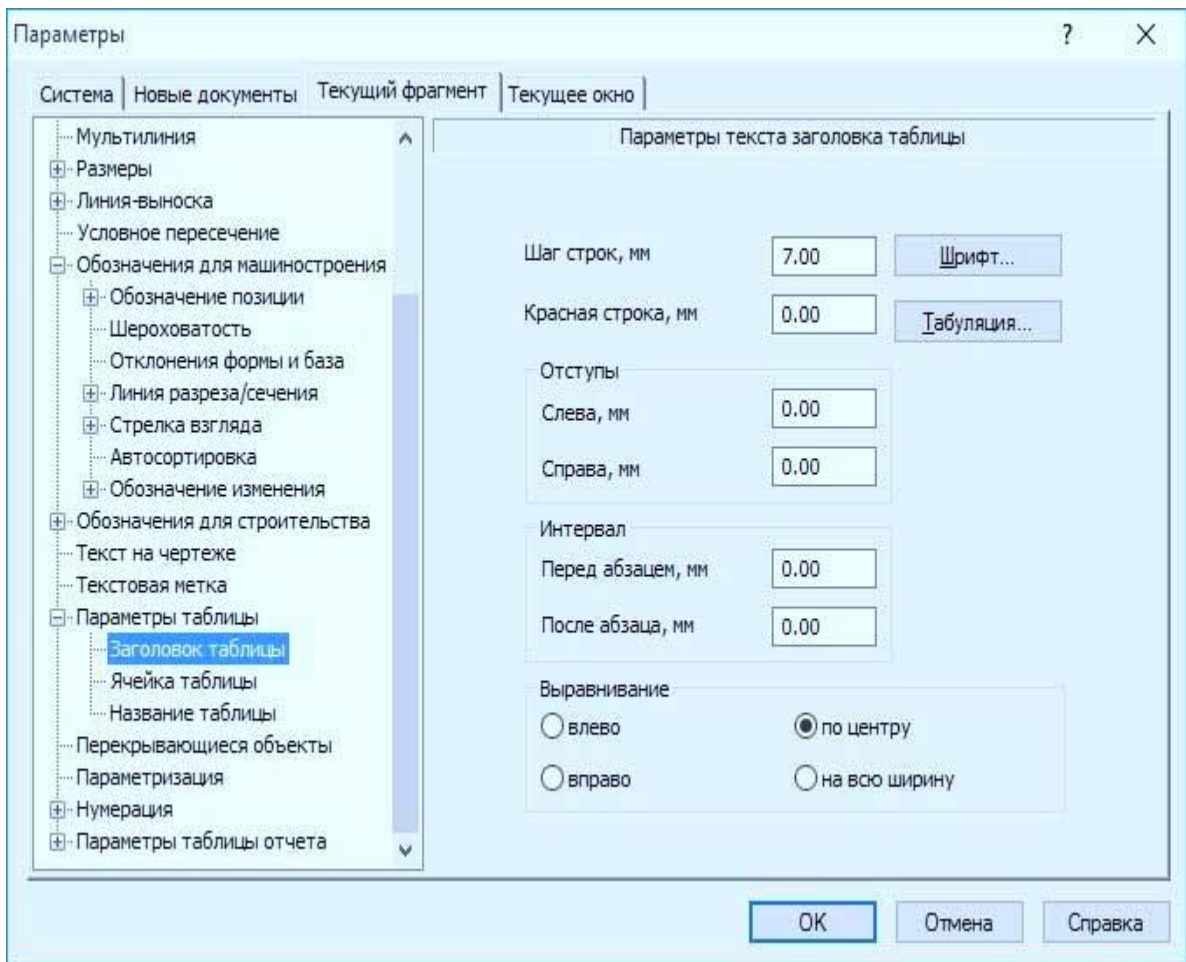 Параметры
?
Система
Новые документы
Текущий фрагмент
Текущее окно
Мультилиния
Размеры
Линия-выноска
Условное пересечение
Обозначения для машиностроения
Обозначение позиции
Шероховатость
Отклонения формы и база
Линия разреза/сечения
Стрелка взгляда
Автосортировка
Обозначение изменения
Обозначения для строительства
Текст на чертеже
Текстовая метка
Параметры таблицы
Заголовок таблицы
Ячейка таблицы
Название таблицы
Перекрывающиеся объекты
Параметризация
Нумерация
Параметры таблицы отчета
Параметры текста заголовка таблицы
Шаг строк, мм 7.00 Шрифт...
Красная строка, мм 0.00 Табуляция...
Отступы
Слева, мм 0.00
Справа, мм 0.00
Интервал
Перед абзацем, мм 0.00
После абзаца, мм 0.00
Выравнивание
влево по центру
вправо на всю ширину
OK Отмена Справка